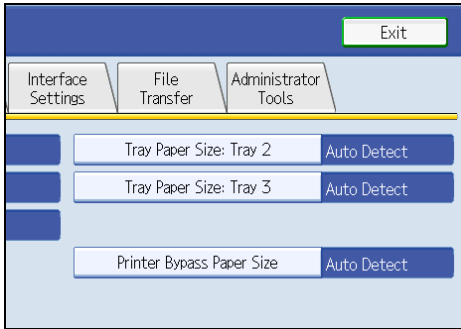 Exit
Interface
Settings
File
Transfer
Administrator
Tools
Tray Paper Size: Tray 2 Auto Detect
Tray Paper Size: Tray 3 Auto Detect
Printer Bypass Paper Size Auto Detect